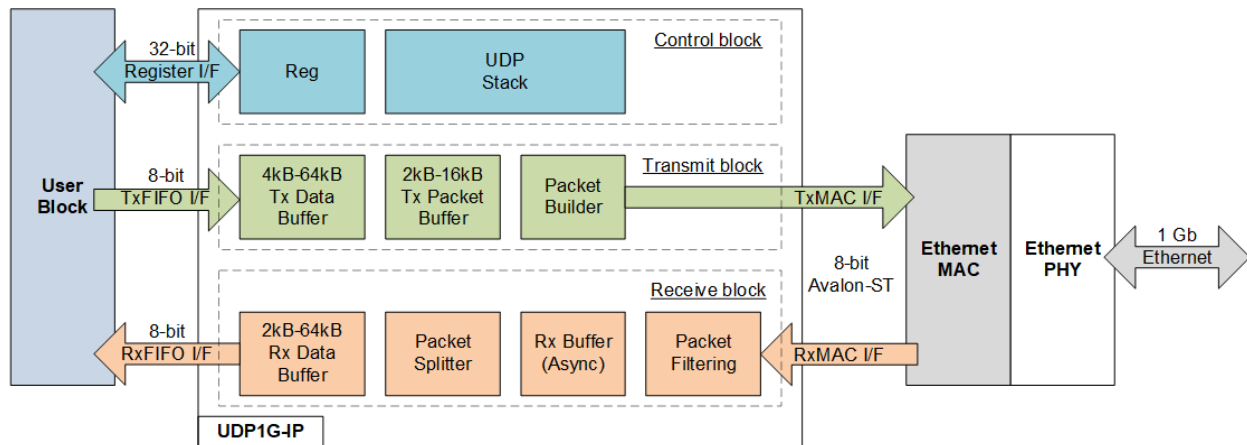 Control block
32-bit
Register I/F
Reg
UDP
Stack
Transmit block
User
Block
8-bit
TxFIFO I/F
4kB-64kB
Tx Data
Buffer
2kB-16kB
Tx Packet
Buffer
Packet
Builder
TxMAC I/F
Ethernet
MAC
Ethernet
PHY
1 Gb
Ethernet
8-bit
Avalon-ST
Receive block
8-bit
RxFIFO I/F
2kB-64kB
Rx Data
Buffer
Packet
Splitter
Rx Buffer
(Async)
Packet
Filtering
RxMAC I/F
UDP1G-IP